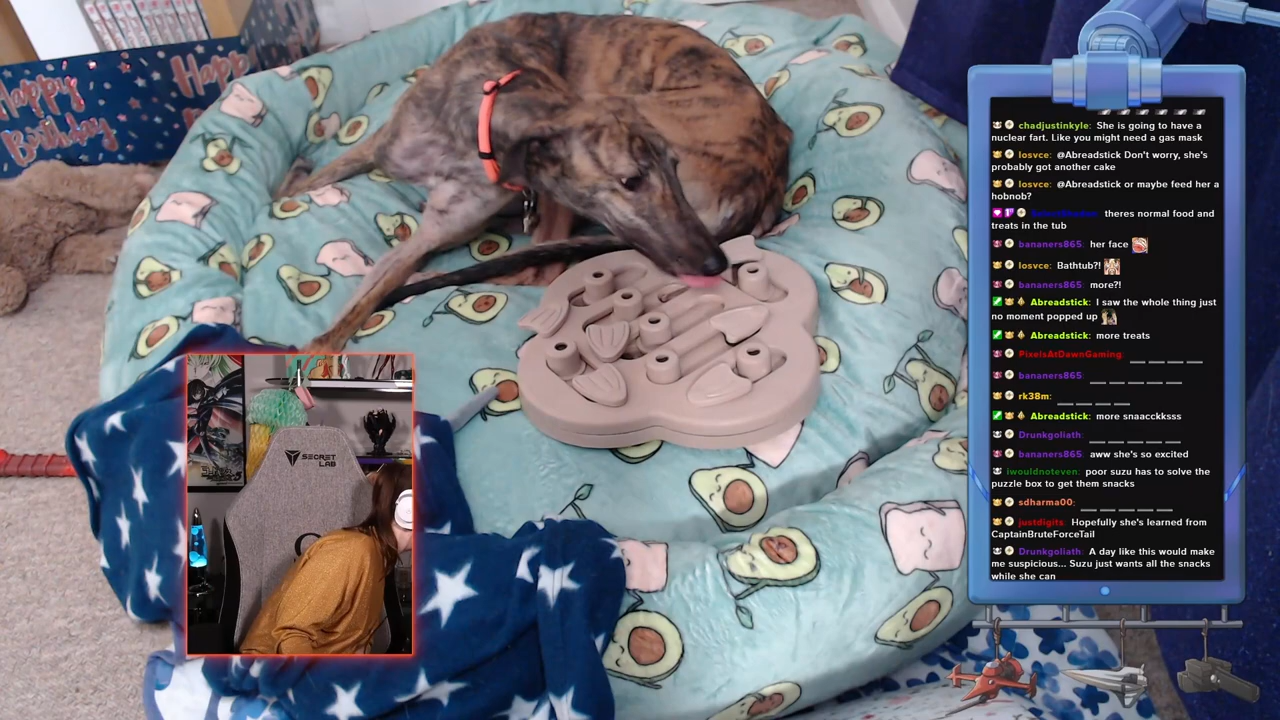 Happy
Birthday
Happ
SECRET
LAB
chadjustinkyle: She is going to have a
nuclear fart. Like you might need a gas mask
losvce: @Abreadstick Don't worry, she's
probably got another cake
losvce: @Abreadstick or maybe feed her a
hobnob?
theres normal food and
treats in the tub
bananers865: her face
losvce: Bathtub?!
bananers865: more?!
Abreadstick: I saw the whole thing just
no moment popped up
Abreadstick: more treats
PixelsAtDawnGaming:
bananers865:
rk38m:
Abreadstick: more snaacckksss
Drunkgoliath:
bananers865: aww she's so excited
iwouldnoteven: poor suzu has to solve the
puzzle box to get them snacks
sdharma00:
justdigits: Hopefully she's learned from
CaptainBruteForceTail
Drunkgoliath: A day like this would make
me suspicious... Suzu just wants all the snacks
while she can